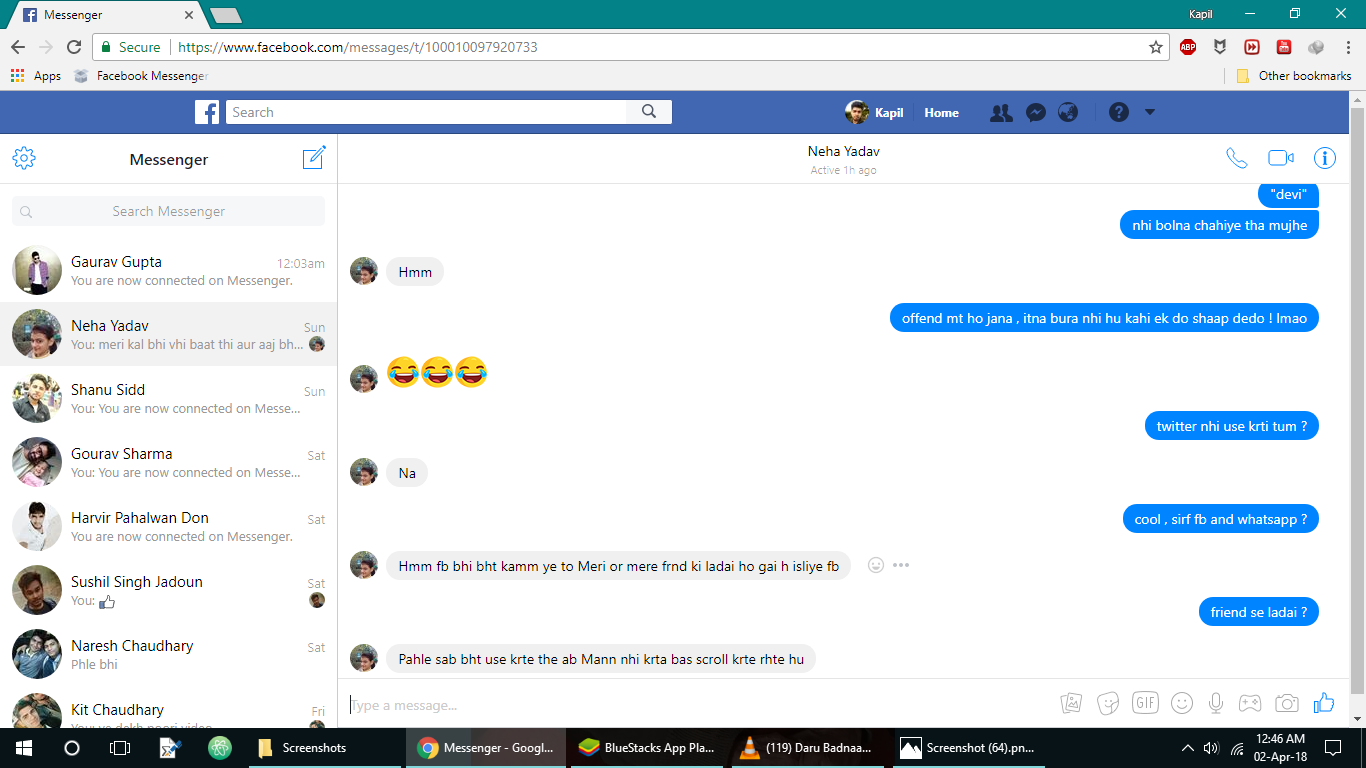 Messenger
Kapil
Secure
https://www.facebook.com/messages/t/100010097920733
ABP
Apps
Facebook Messenger
Other bookmarks
Search
Kapil
Home
Messenger
Search Messenger
Gaurav Gupta
12:03am
You are now connected on Messenger.
Neha Yadav
Sun
You: meri kal bhi vhi baat thi aur aaj bh...
Shanu Sidd
Sun
You: You are now connected on Messe...
Gourav Sharma
Sat
You: You are now connected on Messe...
Harvir Pahalwan Don
Sat
You are now connected on Messenger.
Sushil Singh Jadoun
Sat
You:
Naresh Chaudhary
Sat
Phle bhi
Kit Chaudhary
Fri
Neha Yadav
Active 1h ago
"devi"
nhi bolna chahiye tha mujhe
Hmm
offend mt ho jana , itna bura nhi hu kahi ek do shaap dedo ! lmao
twitter nhi use krti tum ?
Na
cool , sirf fb and whatsapp ?
Hmm fb bhi bht kamm ye to Meri or mere frnd ki ladai ho gai h isliye fb
friend se ladai ?
Pahle sab bht use krte the ab Mann nhi krta bas scroll krte rhte hu
Type a message...
GIF
Screenshots
Messenger - Googl...
BlueStacks App Pla...
(119) Daru Badnaa...
Screenshot (64).pn...
12:46 AM
02-Apr-18